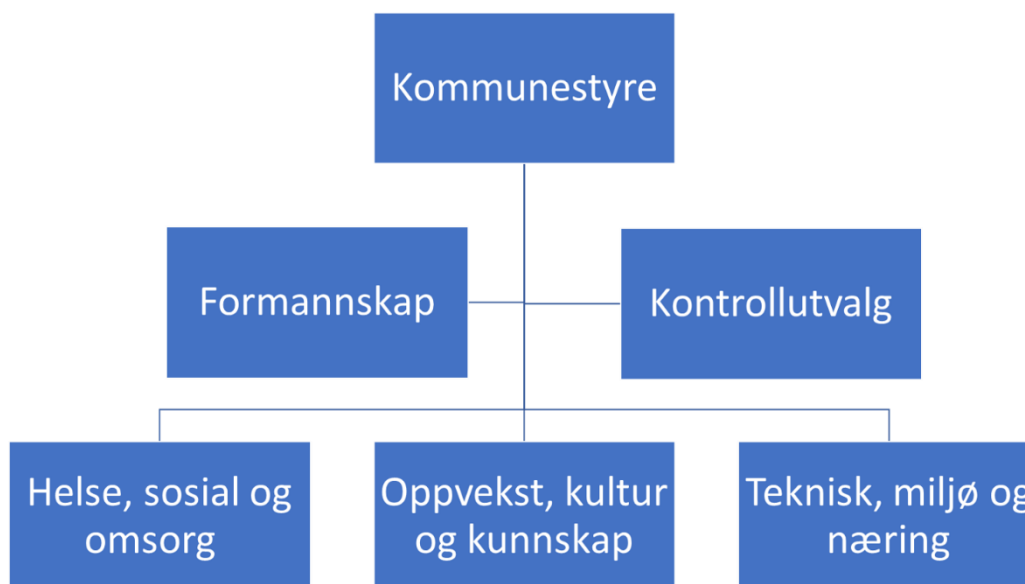 Kommunestyre
Formannskap
Kontrollutvalg
Helse, sosial og
omsorg
Oppvekst, kultur
og kunnskap
Teknisk, miljø og
næring